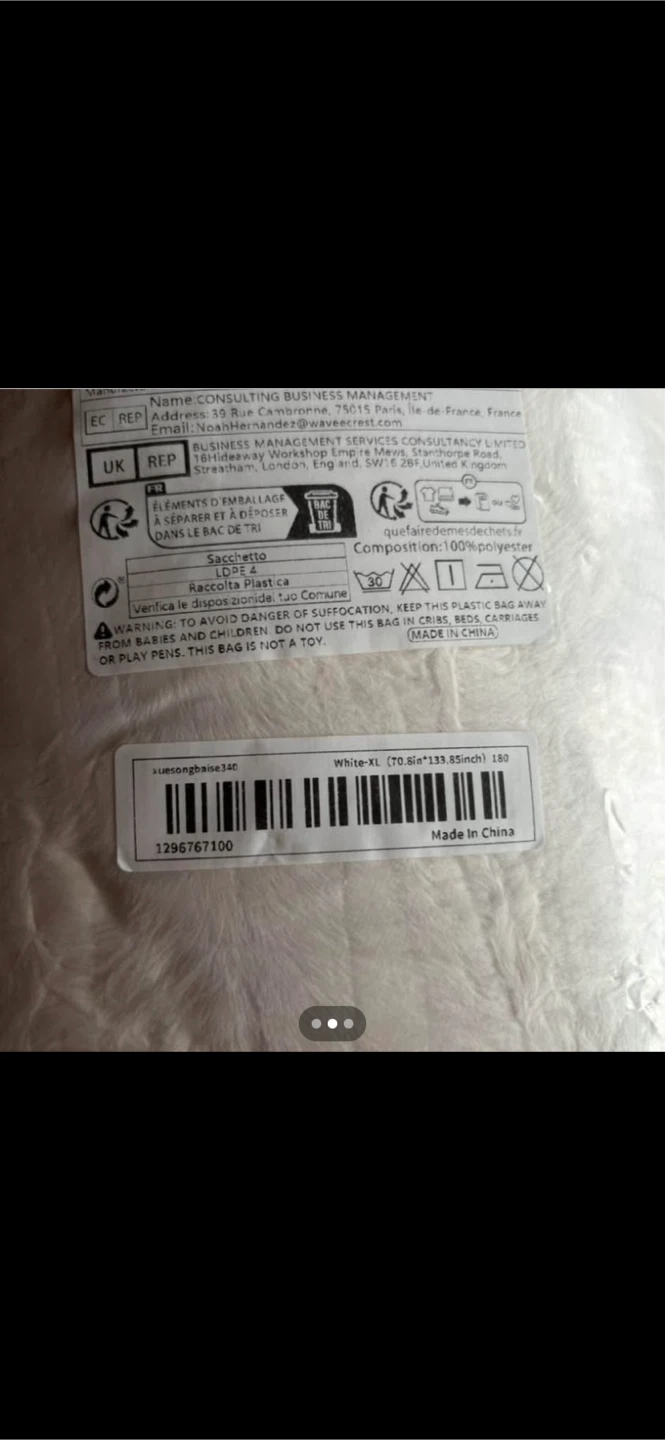 Name:CONSULTING BUSINESS MANAGEMENT
EC REP
Address: 39 Rue Cambronne, 75015 Paris, Île-de-France, France
Email: NoahHernandez@waveecrest.com
UK REP
BUSINESS MANAGEMENT SERVICES CONSULTANCY LIMITED
16Hideaway Workshop Empire Mews, Stanthorpe Road,
Streatham, London, England, SW16 2BF,United Kingdom
FR
ÉLÉMENTS D'EMBALLAGE
À SÉPARER ET À DÉPOSER
DANS LE BAC DE TRI
BAC
DE
TRI
FR
ou
quefairedemesdechets.fr
Composition:100%polyester
Sacchetto
LDPE 4
Raccolta Plastica
Verifica le disposizionidel tuo Comune
30
WARNING: TO AVOID DANGER OF SUFFOCATION, KEEP THIS PLASTIC BAG AWAY
FROM BABIES AND CHILDREN. DO NOT USE THIS BAG IN CRIBS, BEDS, CARRIAGES
OR PLAY PENS. THIS BAG IS NOT A TOY.
MADE IN CHINA
xuesongbaise340
White-XL (70.8in*133.85inch) 180
1296767100
Made In China